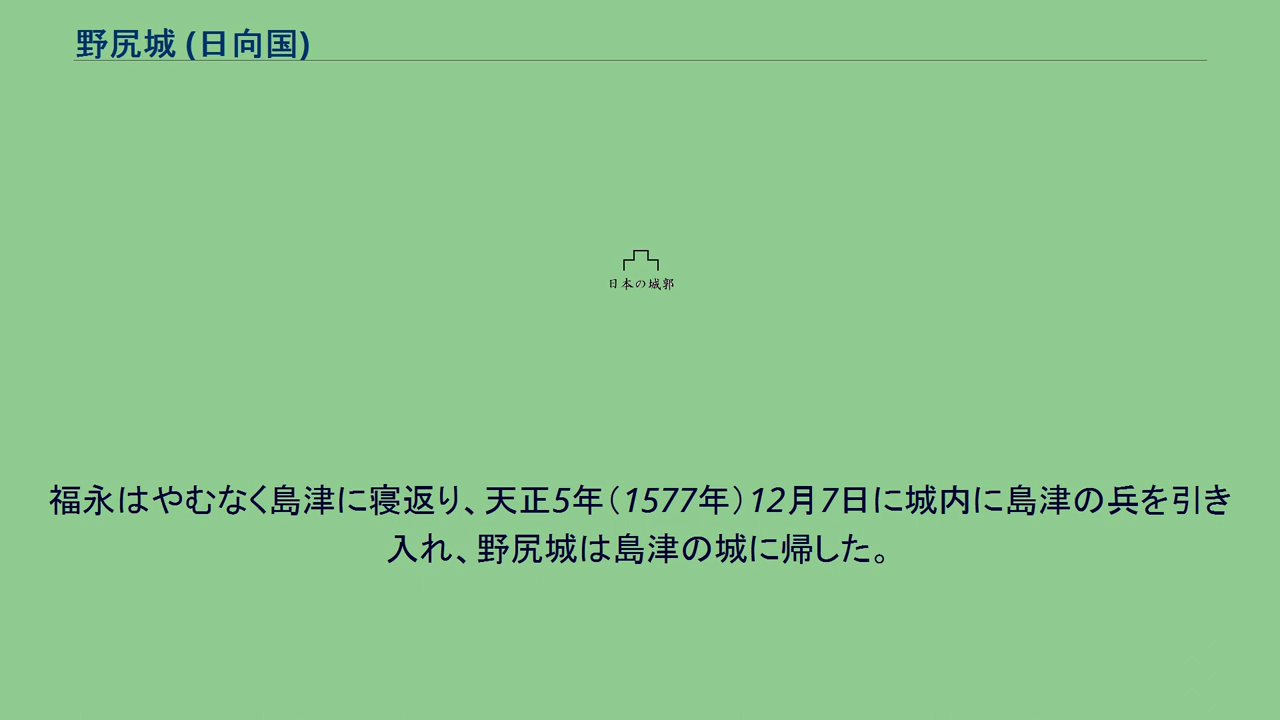 野尻城 (日向国)
日本の城郭
福永はやむなく島津に寝返り、天正5年（1577年）12月7日に城内に島津の兵を引き
入れ、野尻城は島津の城に帰した。